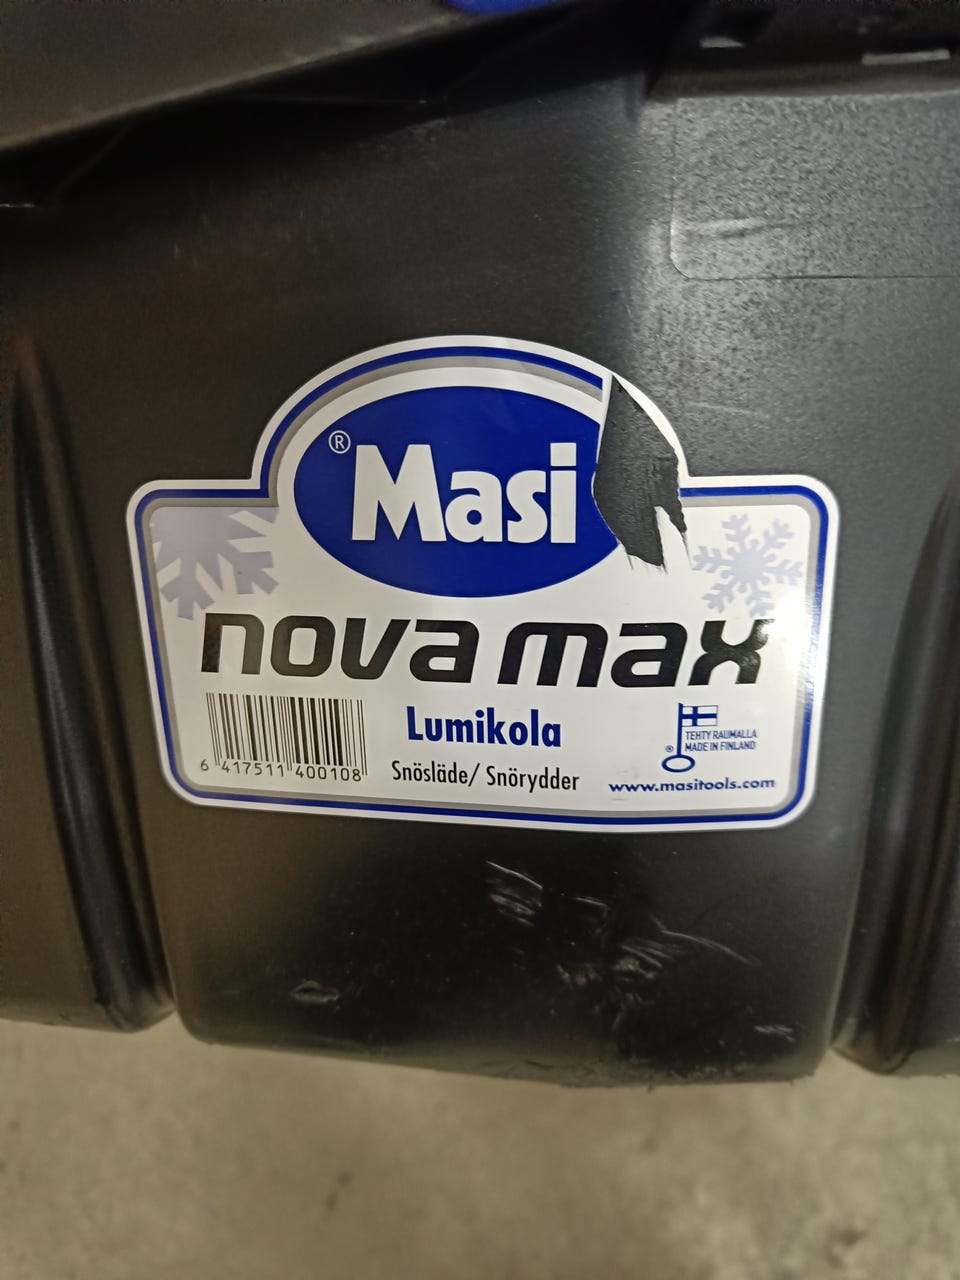 ® Masi
nova max
Lumikola
Snösläde/ Snörydder
6 417511 400108
TEHTY RAUMALLA
® MADE IN FINLAND
www.masitools.com